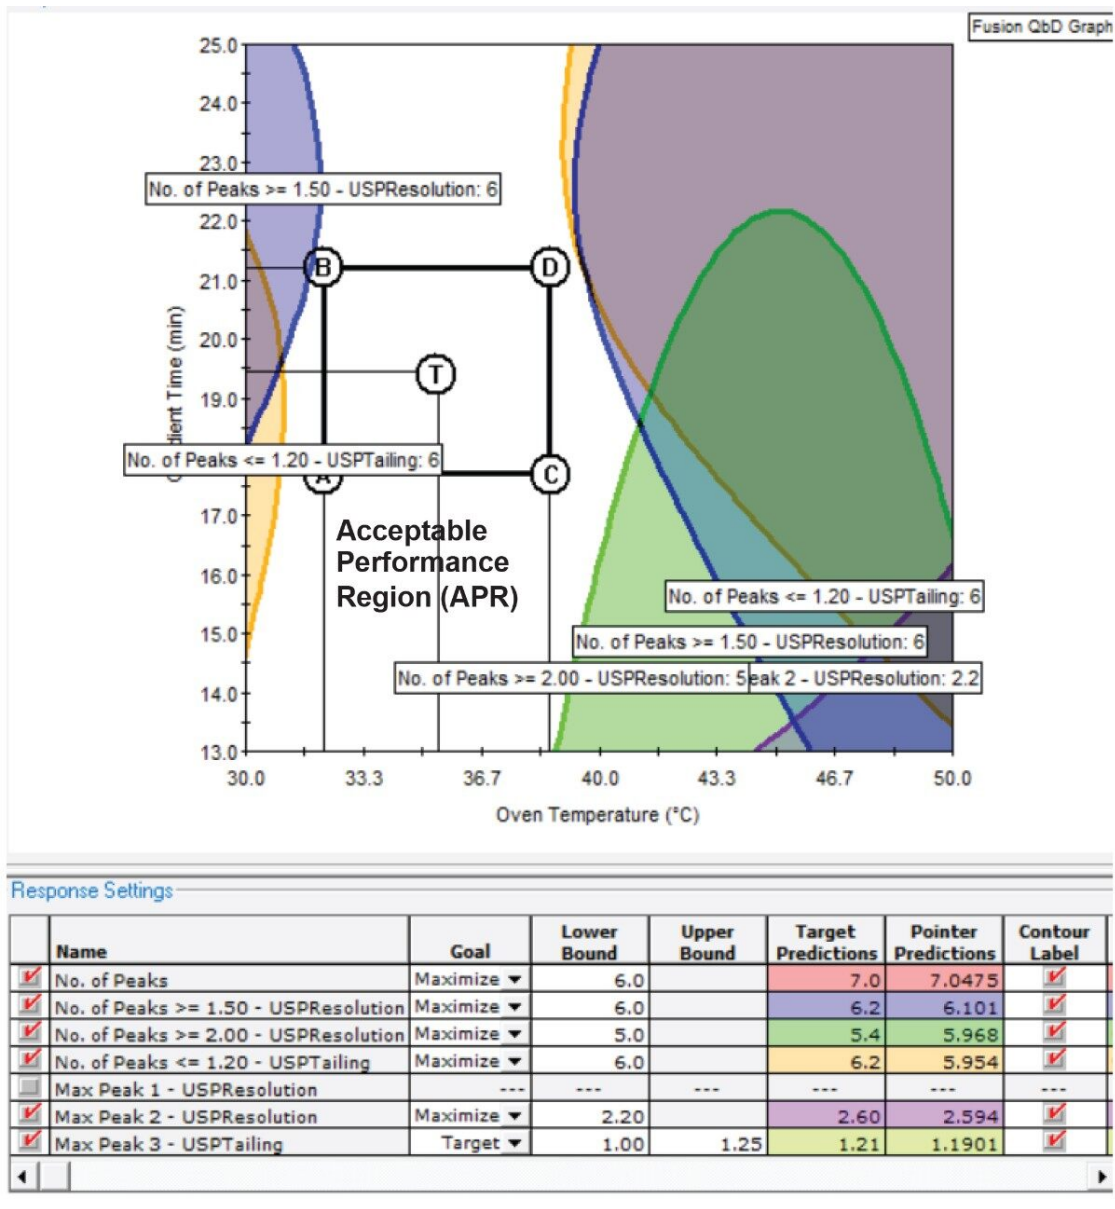 Fusion QbD Graph
25.0
24.0
23.0
No. of Peaks >= 1.50 - USPResolution: 6
22.0
B
D
21.0
20.0
T
19.0
dient Time (min)
No. of Peaks <= 1.20 - USPTailing: 6
A
C
17.0
Acceptable
Performance
Region (APR)
16.0
No. of Peaks <= 1.20 - USPTailing: 6
15.0
No. of Peaks >= 1.50 - USPResolution: 6
No. of Peaks >= 2.00 - USPResolution: 5
eak 2 - USPResolution: 2.2
14.0
13.0
30.0 33.3 36.7 40.0 43.3 46.7 50.0
Oven Temperature (°C)
Response Settings
Name Goal Lower Bound Upper Bound Target Predictions Pointer Predictions Contour Label
No. of Peaks Maximize 6.0 7.0 7.0475
No. of Peaks >= 1.50 - USPResolution Maximize 6.0 6.2 6.101
No. of Peaks >= 2.00 - USPResolution Maximize 5.0 5.4 5.968
No. of Peaks <= 1.20 - USPTailing Maximize 6.0 6.2 5.954
Max Peak 1 - USPResolution --- --- --- --- --- ---
Max Peak 2 - USPResolution Maximize 2.20 2.60 2.594
Max Peak 3 - USPTailing Target 1.00 1.25 1.21 1.1901